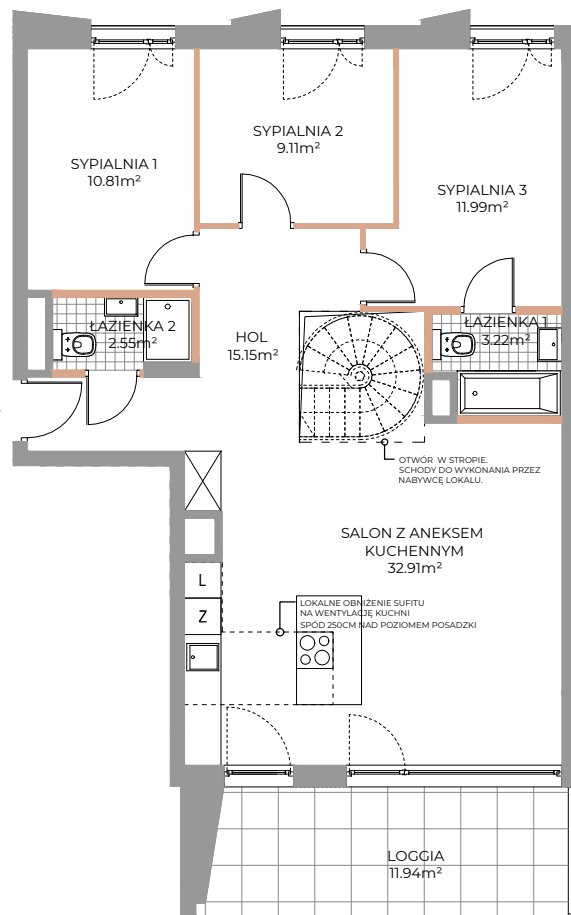 SYPIALNIA 2
9.11m²
SYPIALNIA 1
10.81m²
SYPIALNIA 3
11.99m²
ŁAZIENKA 2
2.55m²
HOL
15.15m²
ŁAZIENKA 1
3.22m²
OTWÓR W STROPIE.
SCHODY DO WYKONANIA PRZEZ
NABYWCĘ LOKALU.
SALON Z ANEKSEM
KUCHENNYM
32.91m²
L
Z
LOKALNE OBNIŻENIE SUFITU
NA WENTYLACJĘ KUCHNI
SPÓD 250CM NAD POZIOMEM POSADZKI
LOGGIA
11.94m²